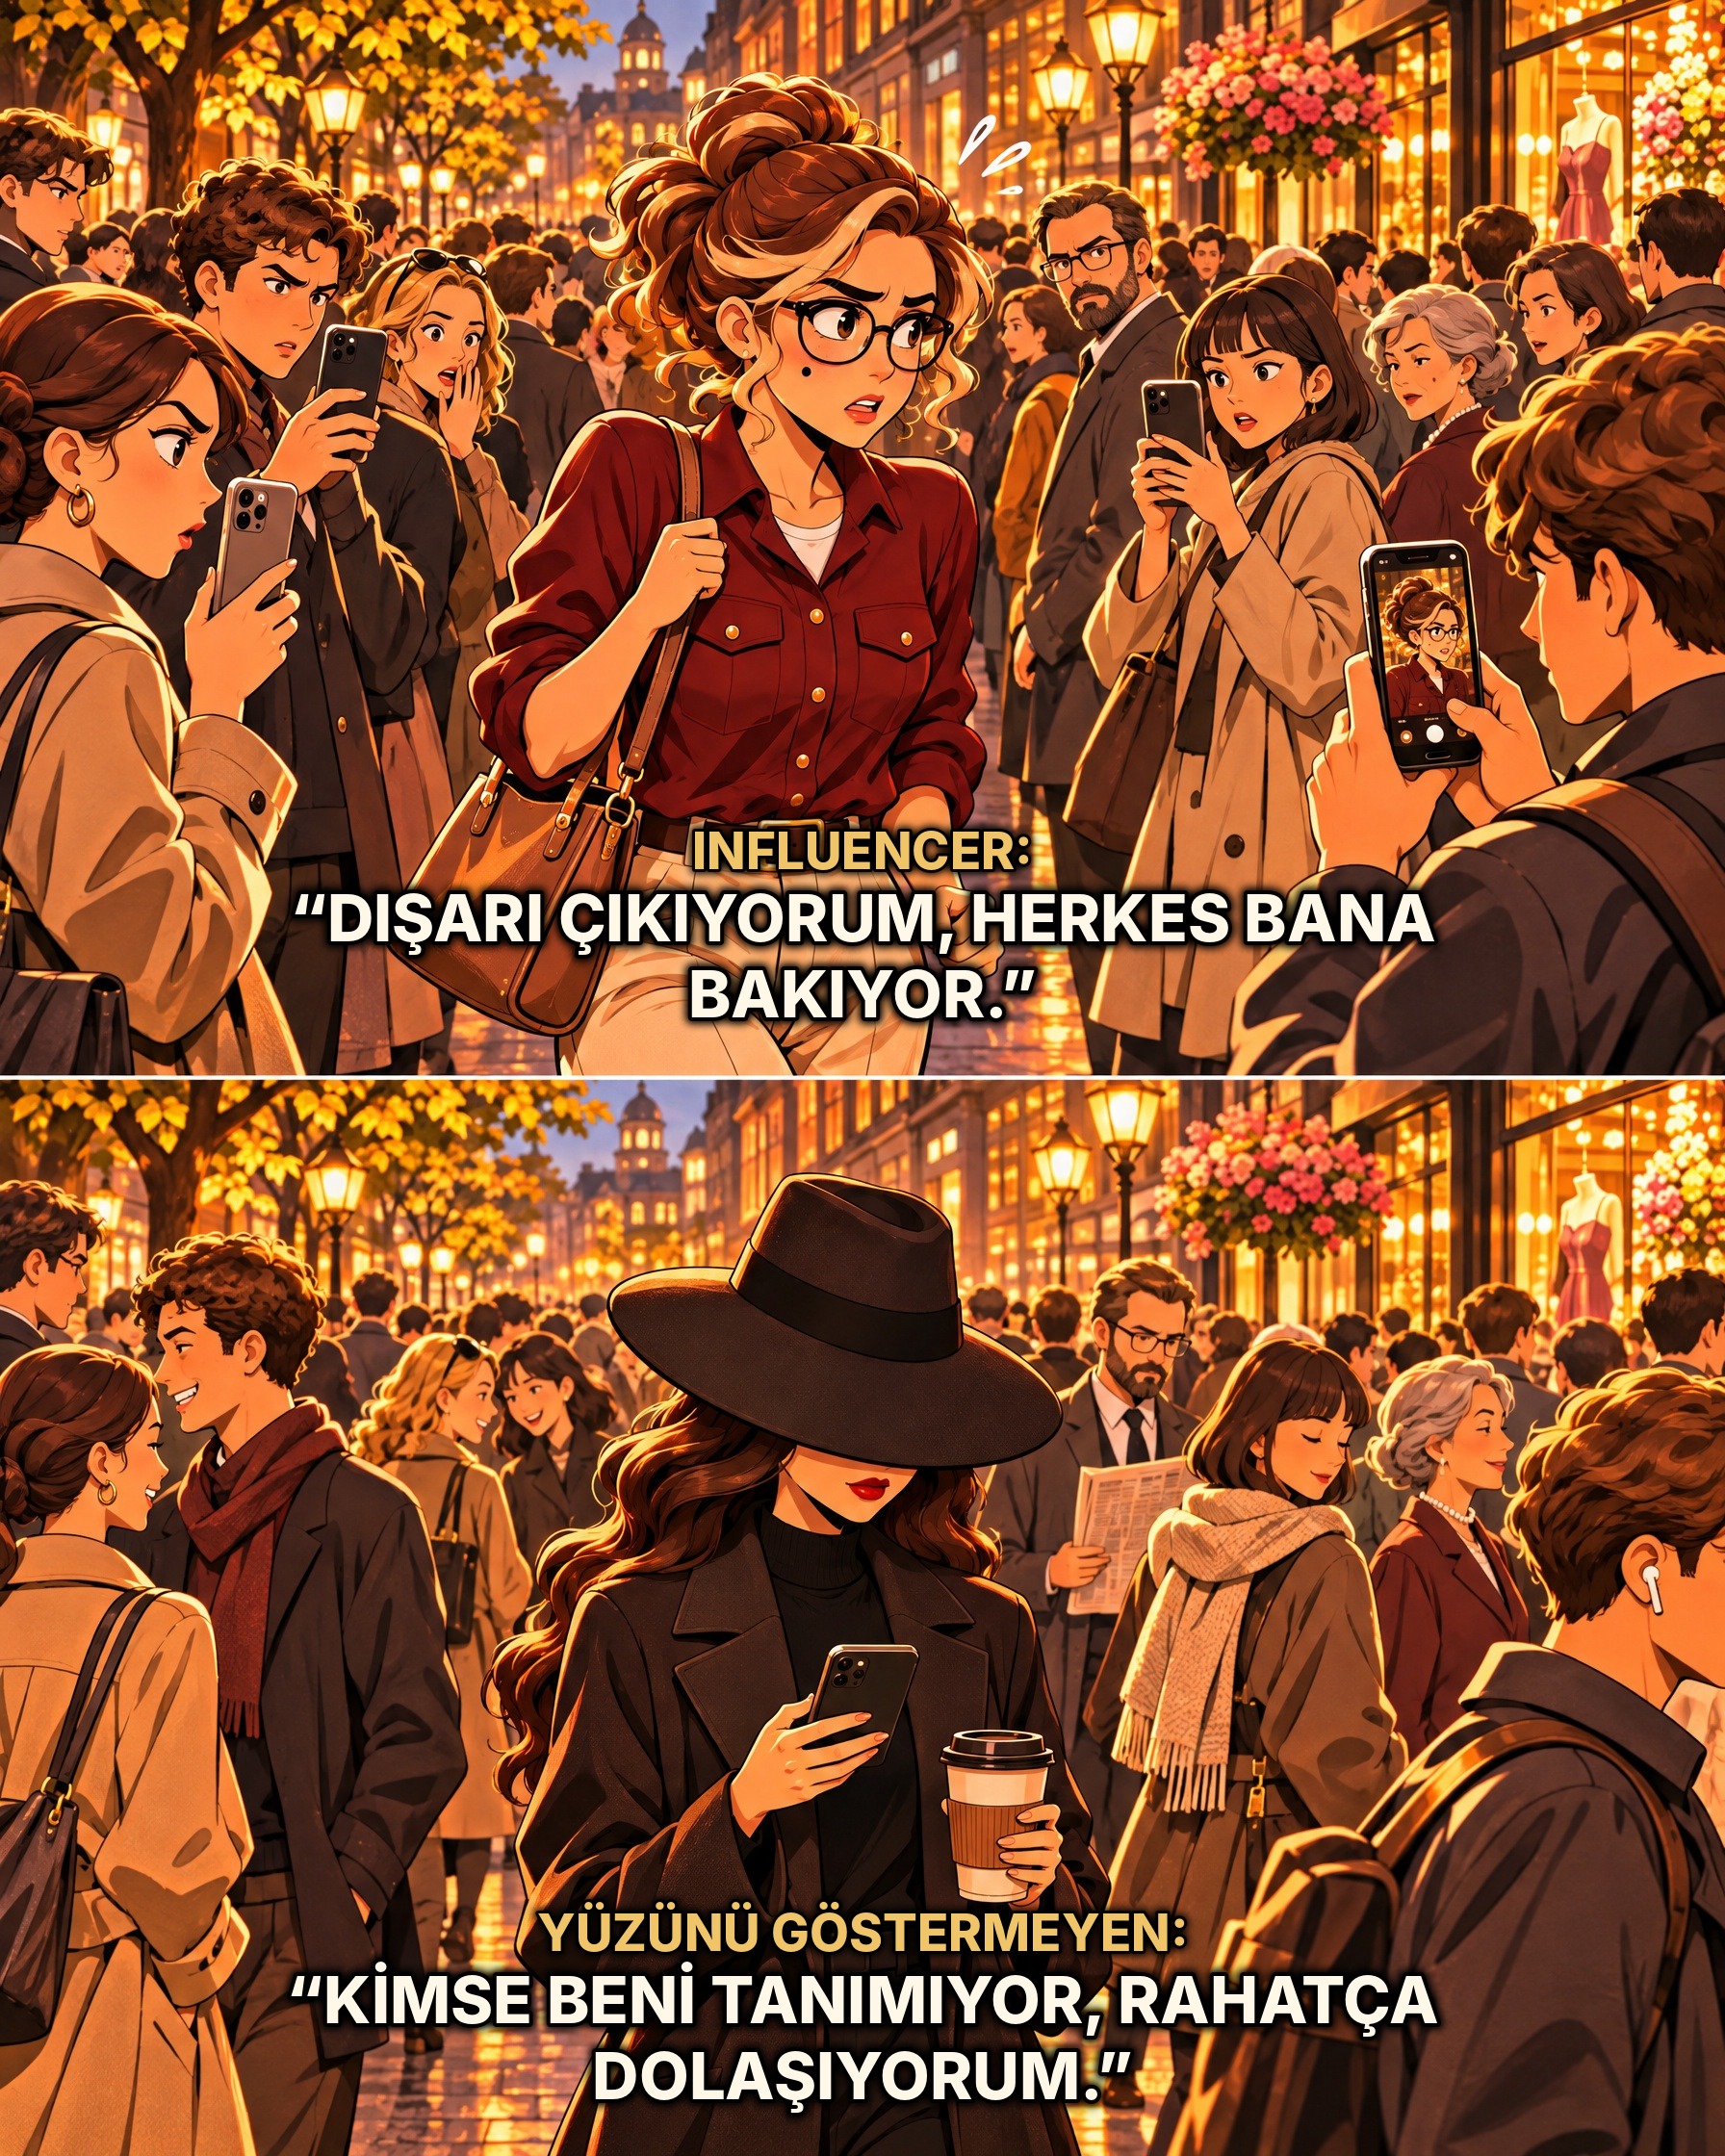 INFLUENCER:
“DIŞARI ÇIKIYORUM, HERKES BANA
BAKIYOR.”
YÜZÜNÜ GÖSTERMEYEN:
“KİMSE BENİ TANIMIYOR, RAHATÇA
DOLAŞIYORUM.”